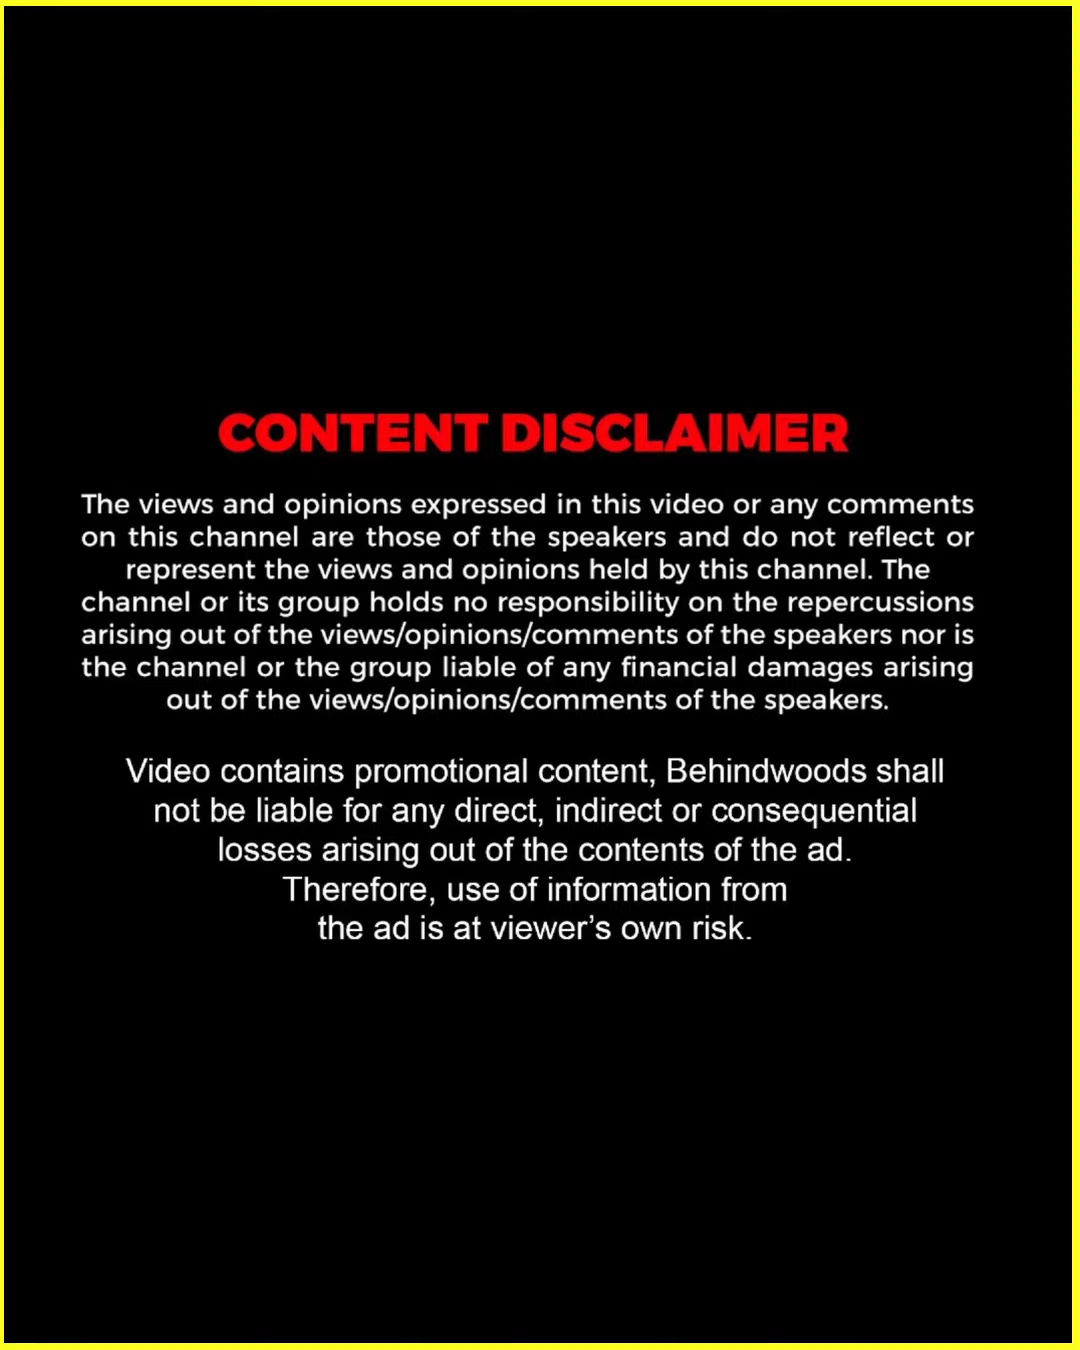 CONTENT DISCLAIMER
The views and opinions expressed in this video or any comments
on this channel are those of the speakers and do not reflect or
represent the views and opinions held by this channel. The
channel or its group holds no responsibility on the repercussions
arising out of the views/opinions/comments of the speakers nor is
the channel or the group liable of any financial damages arising
out of the views/opinions/comments of the speakers.
Video contains promotional content, Behindwoods shall
not be liable for any direct, indirect or consequential
losses arising out of the contents of the ad.
Therefore, use of information from
the ad is at viewer’s own risk.